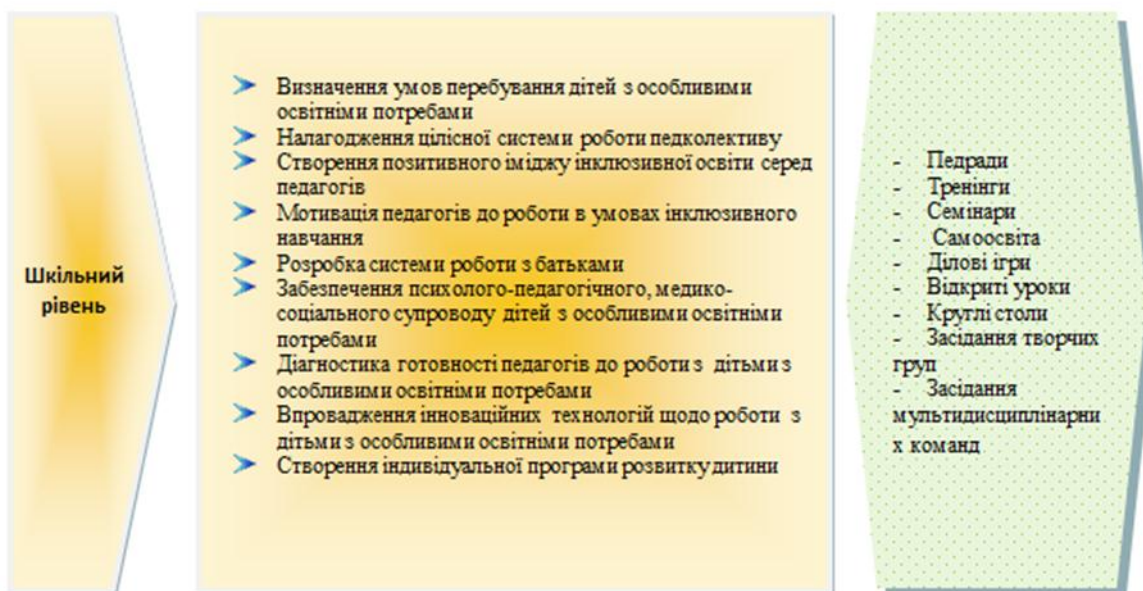 Шкільний
рівень
➤ Визначення умов перебування дітей з особливими
освітніми потребами
➤ Налагодження цілісної системи роботи педколективу
➤ Створення позитивного іміджу інклюзивної освіти серед
педагогів
➤ Мотивація педагогів до роботи в умовах інклюзивного
навчання
➤ Розробка системи роботи з батьками
➤ Забезпечення психолого-педагогічного, медико-
соціального супроводу дітей з особливими освітніми
потребами
➤ Діагностика готовності педагогів до роботи з дітьми з
особливими освітніми потребами
➤ Впровадження інноваційних технологій щодо роботи з
дітьми з особливими освітніми потребами
➤ Створення індивідуальної програми розвитку дитини
- Педради
- Тренінги
- Семінари
- Самоосвіта
- Ділові ігри
- Відкриті уроки
- Круглі столи
- Засідання творчих
груп
- Засідання
мультидисциплінарни
х команд